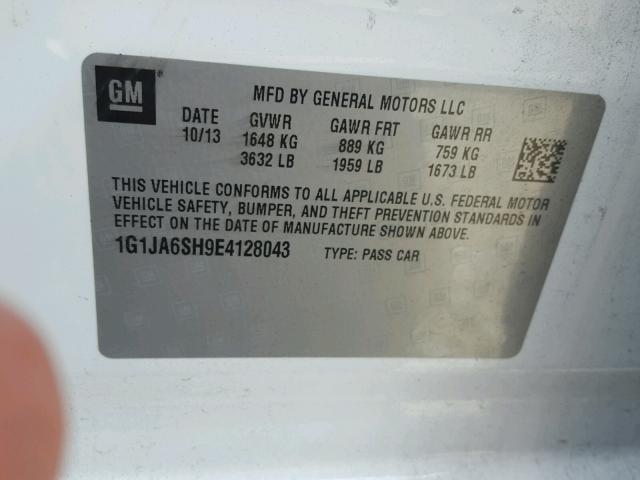 GM
MFD BY GENERAL MOTORS LLC
DATE GVWR GAWR FRT GAWR RR
10/13 1648 KG 889 KG 759 KG
3632 LB 1959 LB 1673 LB
THIS VEHICLE CONFORMS TO ALL APPLICABLE U.S. FEDERAL MOTOR
VEHICLE SAFETY, BUMPER, AND THEFT PREVENTION STANDARDS IN
EFFECT ON THE DATE OF MANUFACTURE SHOWN ABOVE.
1G1JA6SH9E4128043 TYPE: PASS CAR